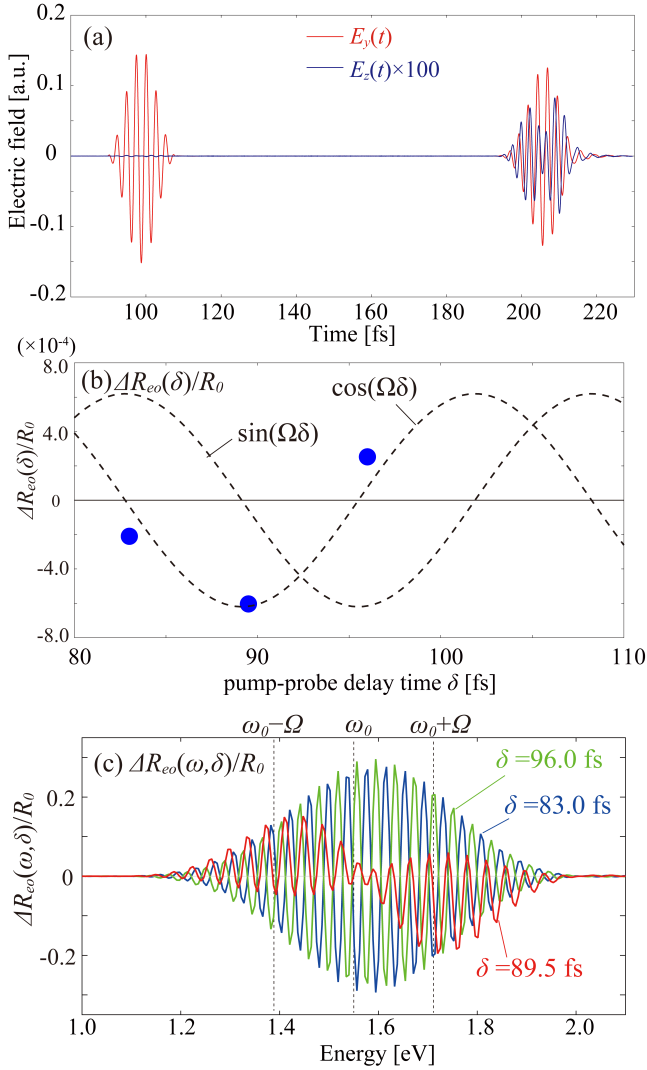 (a)
E_y(t)
E_z(t)×100
Electric field [a.u.]
0.2
0.1
0
-0.1
-0.2
100
120
140
160
180
200
220
Time [fs]
(×10⁻⁴)
(b) ΔR_eo(δ)/R_0
cos(Ωδ)
sin(Ωδ)
ΔR_eo(δ)/R_0
8.0
4.0
0
-4.0
-8.0
80
90
100
110
pump-probe delay time δ [fs]
ω_0−Ω
ω_0
ω_0+Ω
(c) ΔR_eo(ω,δ)/R_0
δ =96.0 fs
δ =83.0 fs
δ =89.5 fs
ΔR_eo(ω,δ)/R_0
0.2
0
-0.2
1.0
1.2
1.4
1.6
1.8
2.0
Energy [eV]